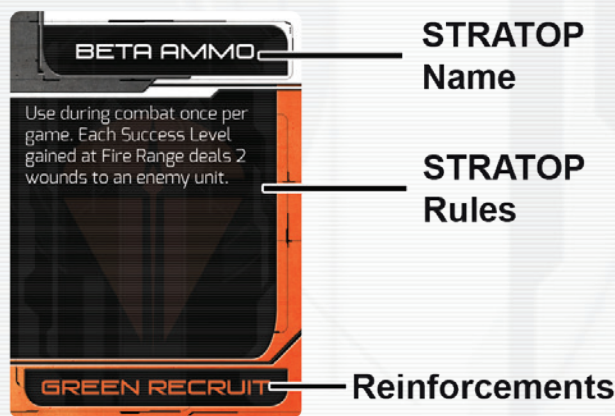 BETA AMMO
STRATOP
Name
Use during combat once per
game. Each Success Level
gained at Fire Range deals 2
wounds to an enemy unit.
STRATOP
Rules
GREEN RECRUIT
Reinforcements